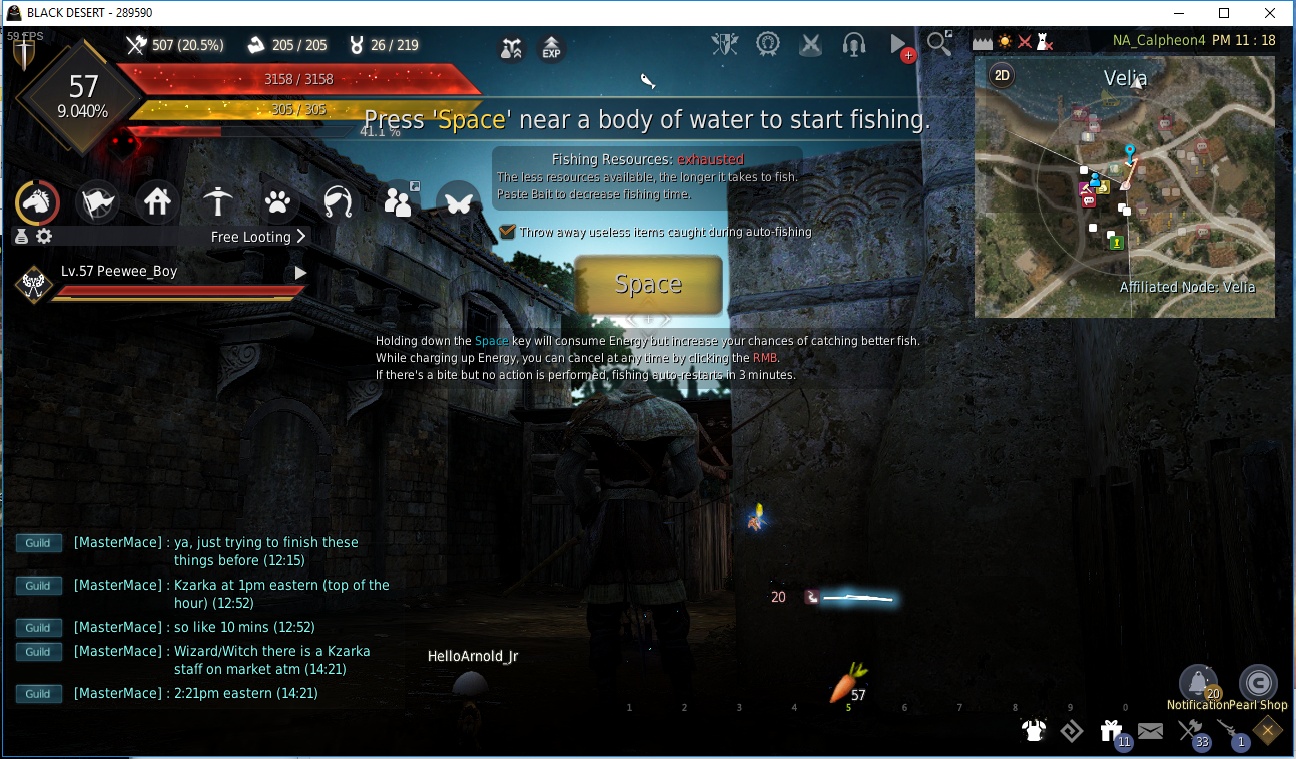 BLACK DESERT - 289590
59 FPS
507 (20.5%)
205 / 205
26 / 219
EXP
NA_Calpheon4 PM 11 : 18
57
9.040%
3158 / 3158
305 / 305
41.1 %
2D
Velia
Press 'Space' near a body of water to start fishing.
Fishing Resources: exhausted
The less resources available, the longer it takes to fish.
Paste Bait to decrease fishing time.
Free Looting
Throw away useless items caught during auto-fishing
Lv.57 Peewee_Boy
Space
Affiliated Node: Velia
Holding down the Space key will consume Energy but increase your chances of catching better fish.
While charging up Energy, you can cancel at any time by clicking the RMB.
If there's a bite but no action is performed, fishing auto-restarts in 3 minutes.
Guild [MasterMace] : ya, just trying to finish these
things before (12:15)
Guild [MasterMace] : Kzarka at 1pm eastern (top of the
hour) (12:52)
Guild [MasterMace] : so like 10 mins (12:52)
Guild [MasterMace] : Wizard/Witch there is a Kzarka
staff on market atm (14:21)
Guild [MasterMace] : 2:21pm eastern (14:21)
20
HelloArnold_Jr
57
20
NotificationPearl Shop
1 2 3 4 5 6 7 8 9 0
11 33 1